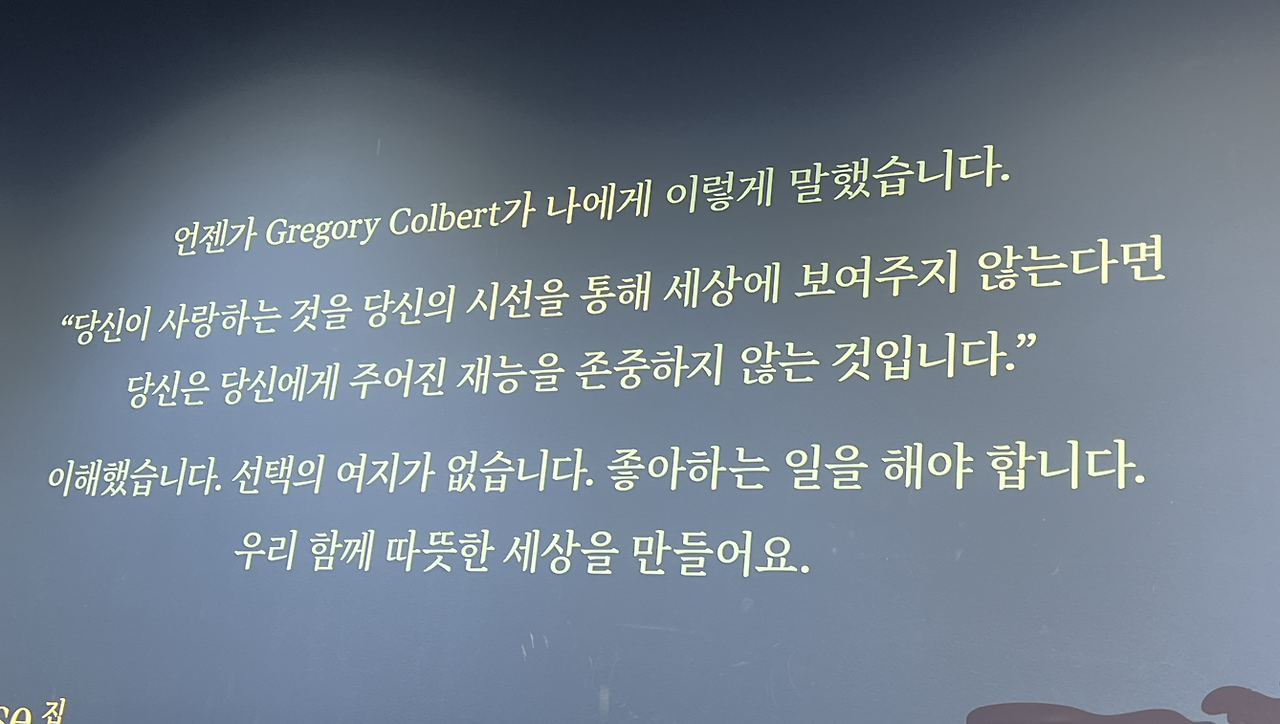 언젠가 Gregory Colbert가 나에게 이렇게 말했습니다.
“당신이 사랑하는 것을 당신의 시선을 통해 세상에 보여주지 않는다면
당신은 당신에게 주어진 재능을 존중하지 않는 것입니다.”
이해했습니다. 선택의 여지가 없습니다. 좋아하는 일을 해야 합니다.
우리 함께 따뜻한 세상을 만들어요.
집